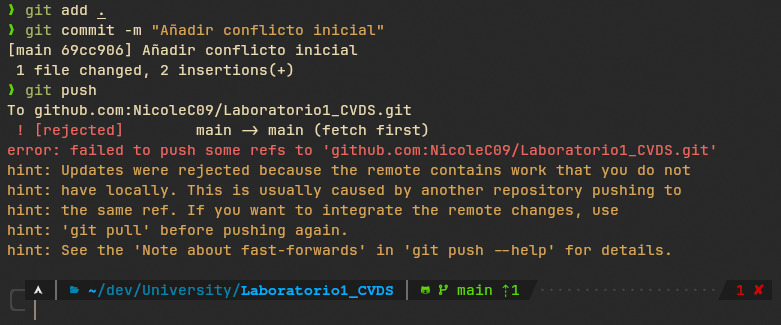 ❯ git add .
❯ git commit -m "Añadir conflicto inicial"
[main 69cc906] Añadir conflicto inicial
 1 file changed, 2 insertions(+)
❯ git push
To github.com:NicoleC09/Laboratorio1_CVDS.git
 ! [rejected]        main -> main (fetch first)
error: failed to push some refs to 'github.com:NicoleC09/Laboratorio1_CVDS.git'
hint: Updates were rejected because the remote contains work that you do not
hint: have locally. This is usually caused by another repository pushing to
hint: the same ref. If you want to integrate the remote changes, use
hint: 'git pull' before pushing again.
hint: See the 'Note about fast-forwards' in 'git push --help' for details.
~/dev/University/Laboratorio1_CVDS main ⇡1 1 ✘